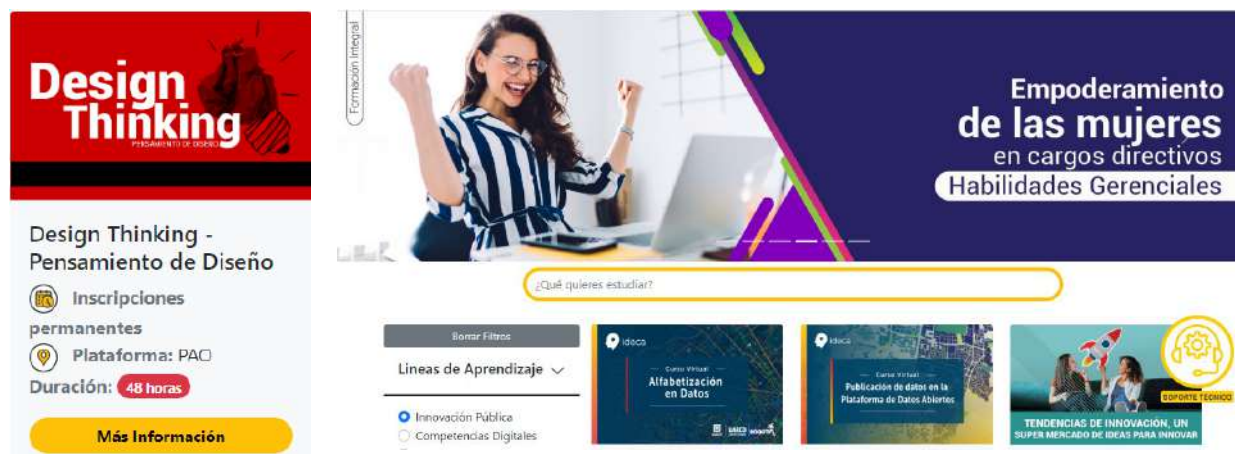 Design
Thinking
PENSAMIENTO DE DISEÑO
Design Thinking -
Pensamiento de Diseño
Inscripciones
permanentes
Plataforma: PAO
Duración: 48 horas
Más Información
Formación Integral
Empoderamiento
de las mujeres
en cargos directivos
Habilidades Gerenciales
¿Qué quieres estudiar?
Borrar Filtros
Lineas de Aprendizaje
Innovación Pública
Competencias Digitales
ideca
Curso Virtual
Alfabetización
en Datos
BOGOTÁ
ideca
Curso Virtual
Publicación de datos en la
Plataforma de Datos Abiertos
SOPORTE TÉCNICO
TENDENCIAS DE INNOVACIÓN, UN
SUPER MERCADO DE IDEAS PARA INNOVAR